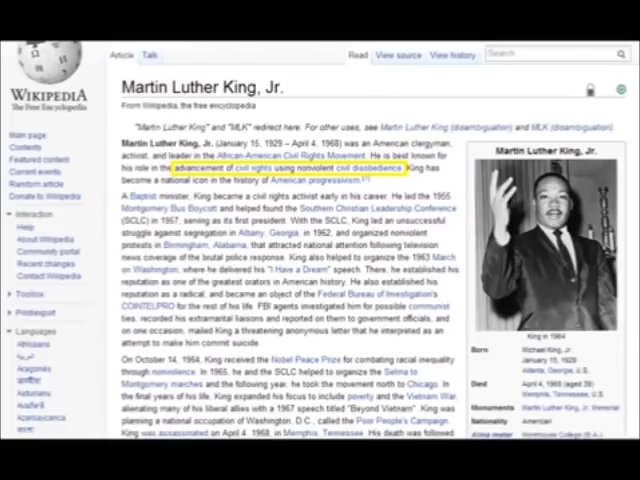 Article Talk Read View source View history Search
WIKIPEDIA
The Free Encyclopedia
Main page
Contents
Featured content
Current events
Random article
Donate to Wikipedia
Interaction
Help
About Wikipedia
Community portal
Recent changes
Contact Wikipedia
Toolbox
Print/export
Languages
Afrikaans
العربية
Aragonés
Asturianu
Martin Luther King, Jr.
From Wikipedia, the free encyclopedia
"Martin Luther King" and "MLK" redirect here. For other uses, see Martin Luther King (disambiguation) and MLK (disambiguation).
Martin Luther King, Jr. (January 15, 1929 – April 4, 1968) was an American clergyman,
activist, and leader in the African-American Civil Rights Movement. He is best known for
his role in the advancement of civil rights using nonviolent civil disobedience. King has
become a national icon in the history of American progressivism.[1]
A Baptist minister, King became a civil rights activist early in his career. He led the 1955
Montgomery Bus Boycott and helped found the Southern Christian Leadership Conference
(SCLC) in 1957, serving as its first president. With the SCLC, King led an unsuccessful
struggle against segregation in Albany, Georgia, in 1962, and organized nonviolent
protests in Birmingham, Alabama, that attracted national attention following television
news coverage of the brutal police response. King also helped to organize the 1963 March
on Washington, where he delivered his "I Have a Dream" speech. There, he established his
reputation as one of the greatest orators in American history. He also established his
reputation as a radical, and became an object of the Federal Bureau of Investigation's
COINTELPRO for the rest of his life. FBI agents investigated him for possible communist
ties, recorded his extramarital liaisons and reported on them to government officials, and
on one occasion, mailed King a threatening anonymous letter that he interpreted as an
attempt to make him commit suicide.
On October 14, 1964, King received the Nobel Peace Prize for combating racial inequality
through nonviolence. In 1965, he and the SCLC helped to organize the Selma to
Montgomery marches and the following year, he took the movement north to Chicago. In
the final years of his life, King expanded his focus to include poverty and the Vietnam War,
alienating many of his liberal allies with a 1967 speech titled "Beyond Vietnam". King was
planning a national occupation of Washington, D.C., called the Poor People's Campaign.
King was assassinated on April 4, 1968, in Memphis, Tennessee. His death was followed
Martin Luther King, Jr.
King in 1964
Born Michael King, Jr.
January 15, 1929
Atlanta, Georgia, U.S.
Died April 4, 1968 (aged 39)
Memphis, Tennessee, U.S.
Monuments Martin Luther King, Jr. Memorial
Nationality American
Alma mater Morehouse College (B.A.)